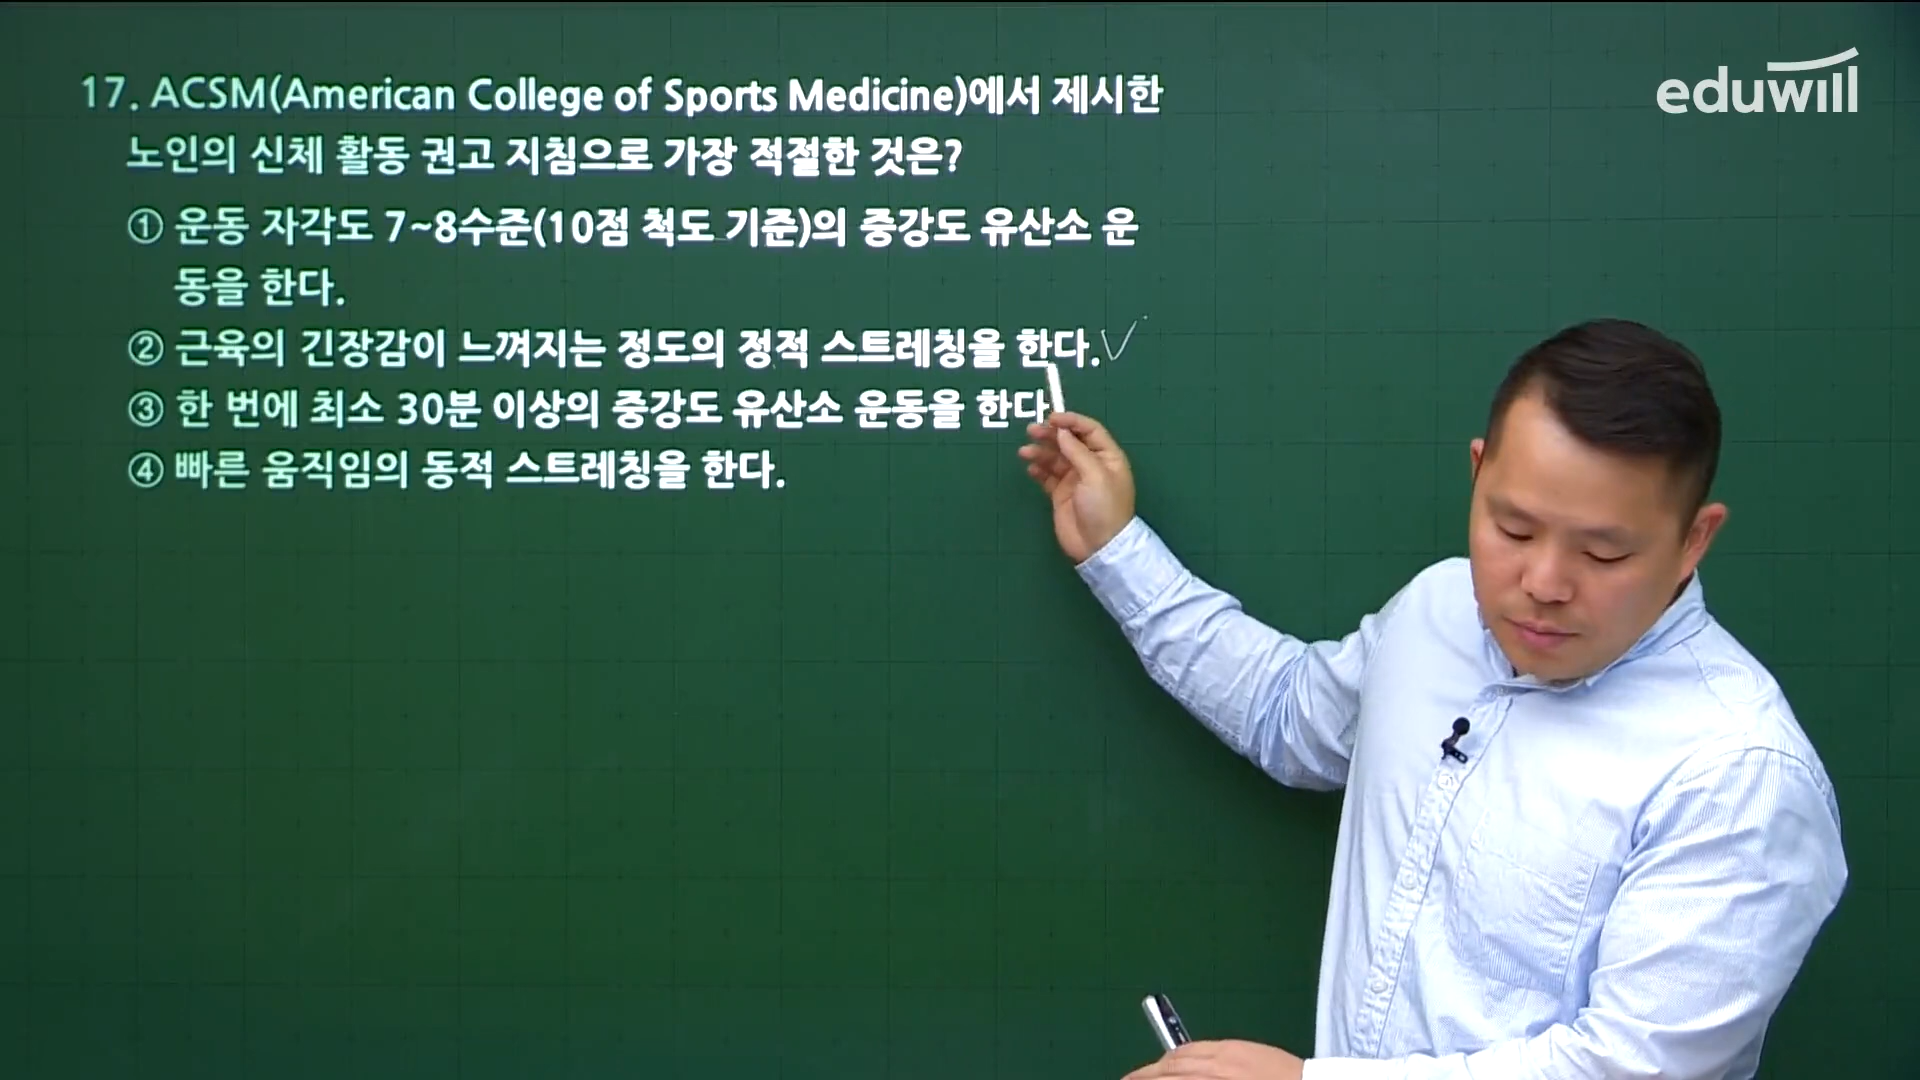 eduwill
17. ACSM(American College of Sports Medicine)에서 제시한
노인의 신체 활동 권고 지침으로 가장 적절한 것은?
① 운동 자각도 7~8수준(10점 척도 기준)의 중강도 유산소 운
동을 한다.
② 근육의 긴장감이 느껴지는 정도의 정적 스트레칭을 한다.
③ 한 번에 최소 30분 이상의 중강도 유산소 운동을 한다
④ 빠른 움직임의 동적 스트레칭을 한다.